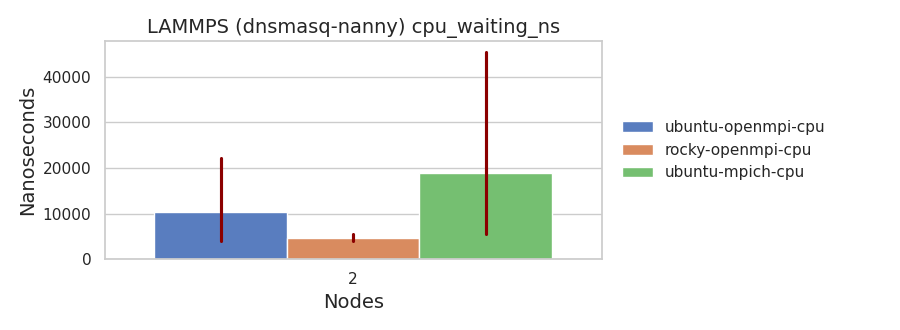 LAMMPS (dnsmasq-nanny) cpu_waiting_ns
Nanoseconds
40000
30000
20000
10000
0
2
Nodes
ubuntu-openmpi-cpu
rocky-openmpi-cpu
ubuntu-mpich-cpu